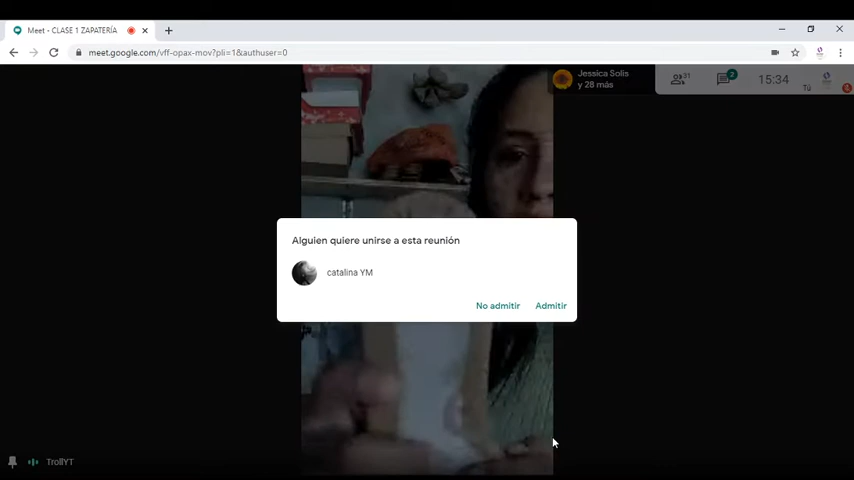 Meet - CLASE 1 ZAPATERÍA
meet.google.com/vff-opax-mov?pli=1&authuser=0
Jessica Solis
y 28 más
31
2
15:34
Tú
Alguien quiere unirse a esta reunión
catalina YM
No admitir
Admitir
TrollYT